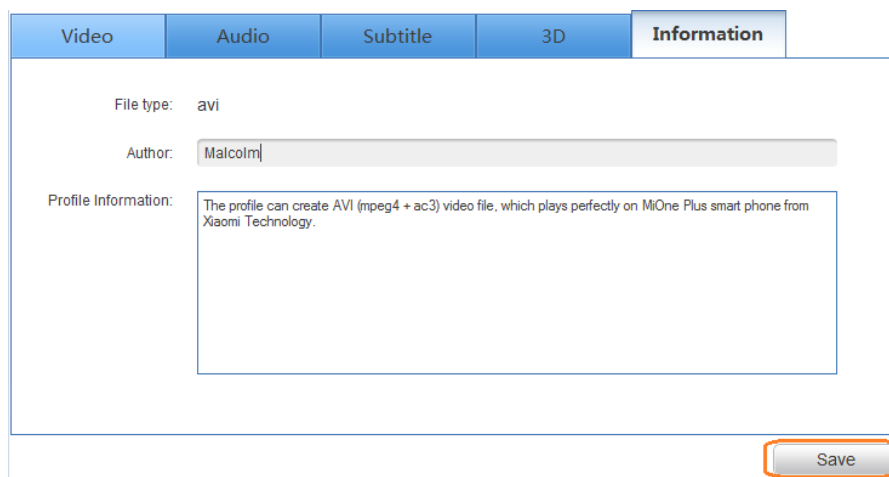 Video Audio Subtitle 3D Information
File type: avi
Author: Malcolm
Profile Information: The profile can create AVI (mpeg4 + ac3) video file, which plays perfectly on MiOne Plus smart phone from
Xiaomi Technology.
Save